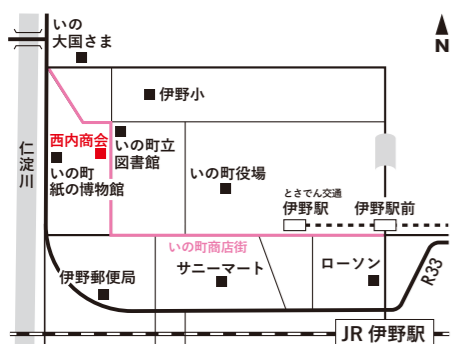 いの
大国さま
N
伊野小
西内商会
いの町立
図書館
仁淀川
いの町
紙の博物館
いの町役場
とさでん交通
伊野駅
伊野駅前
いの町商店街
サニーマート
ローソン
伊野郵便局
R33
JR 伊野駅